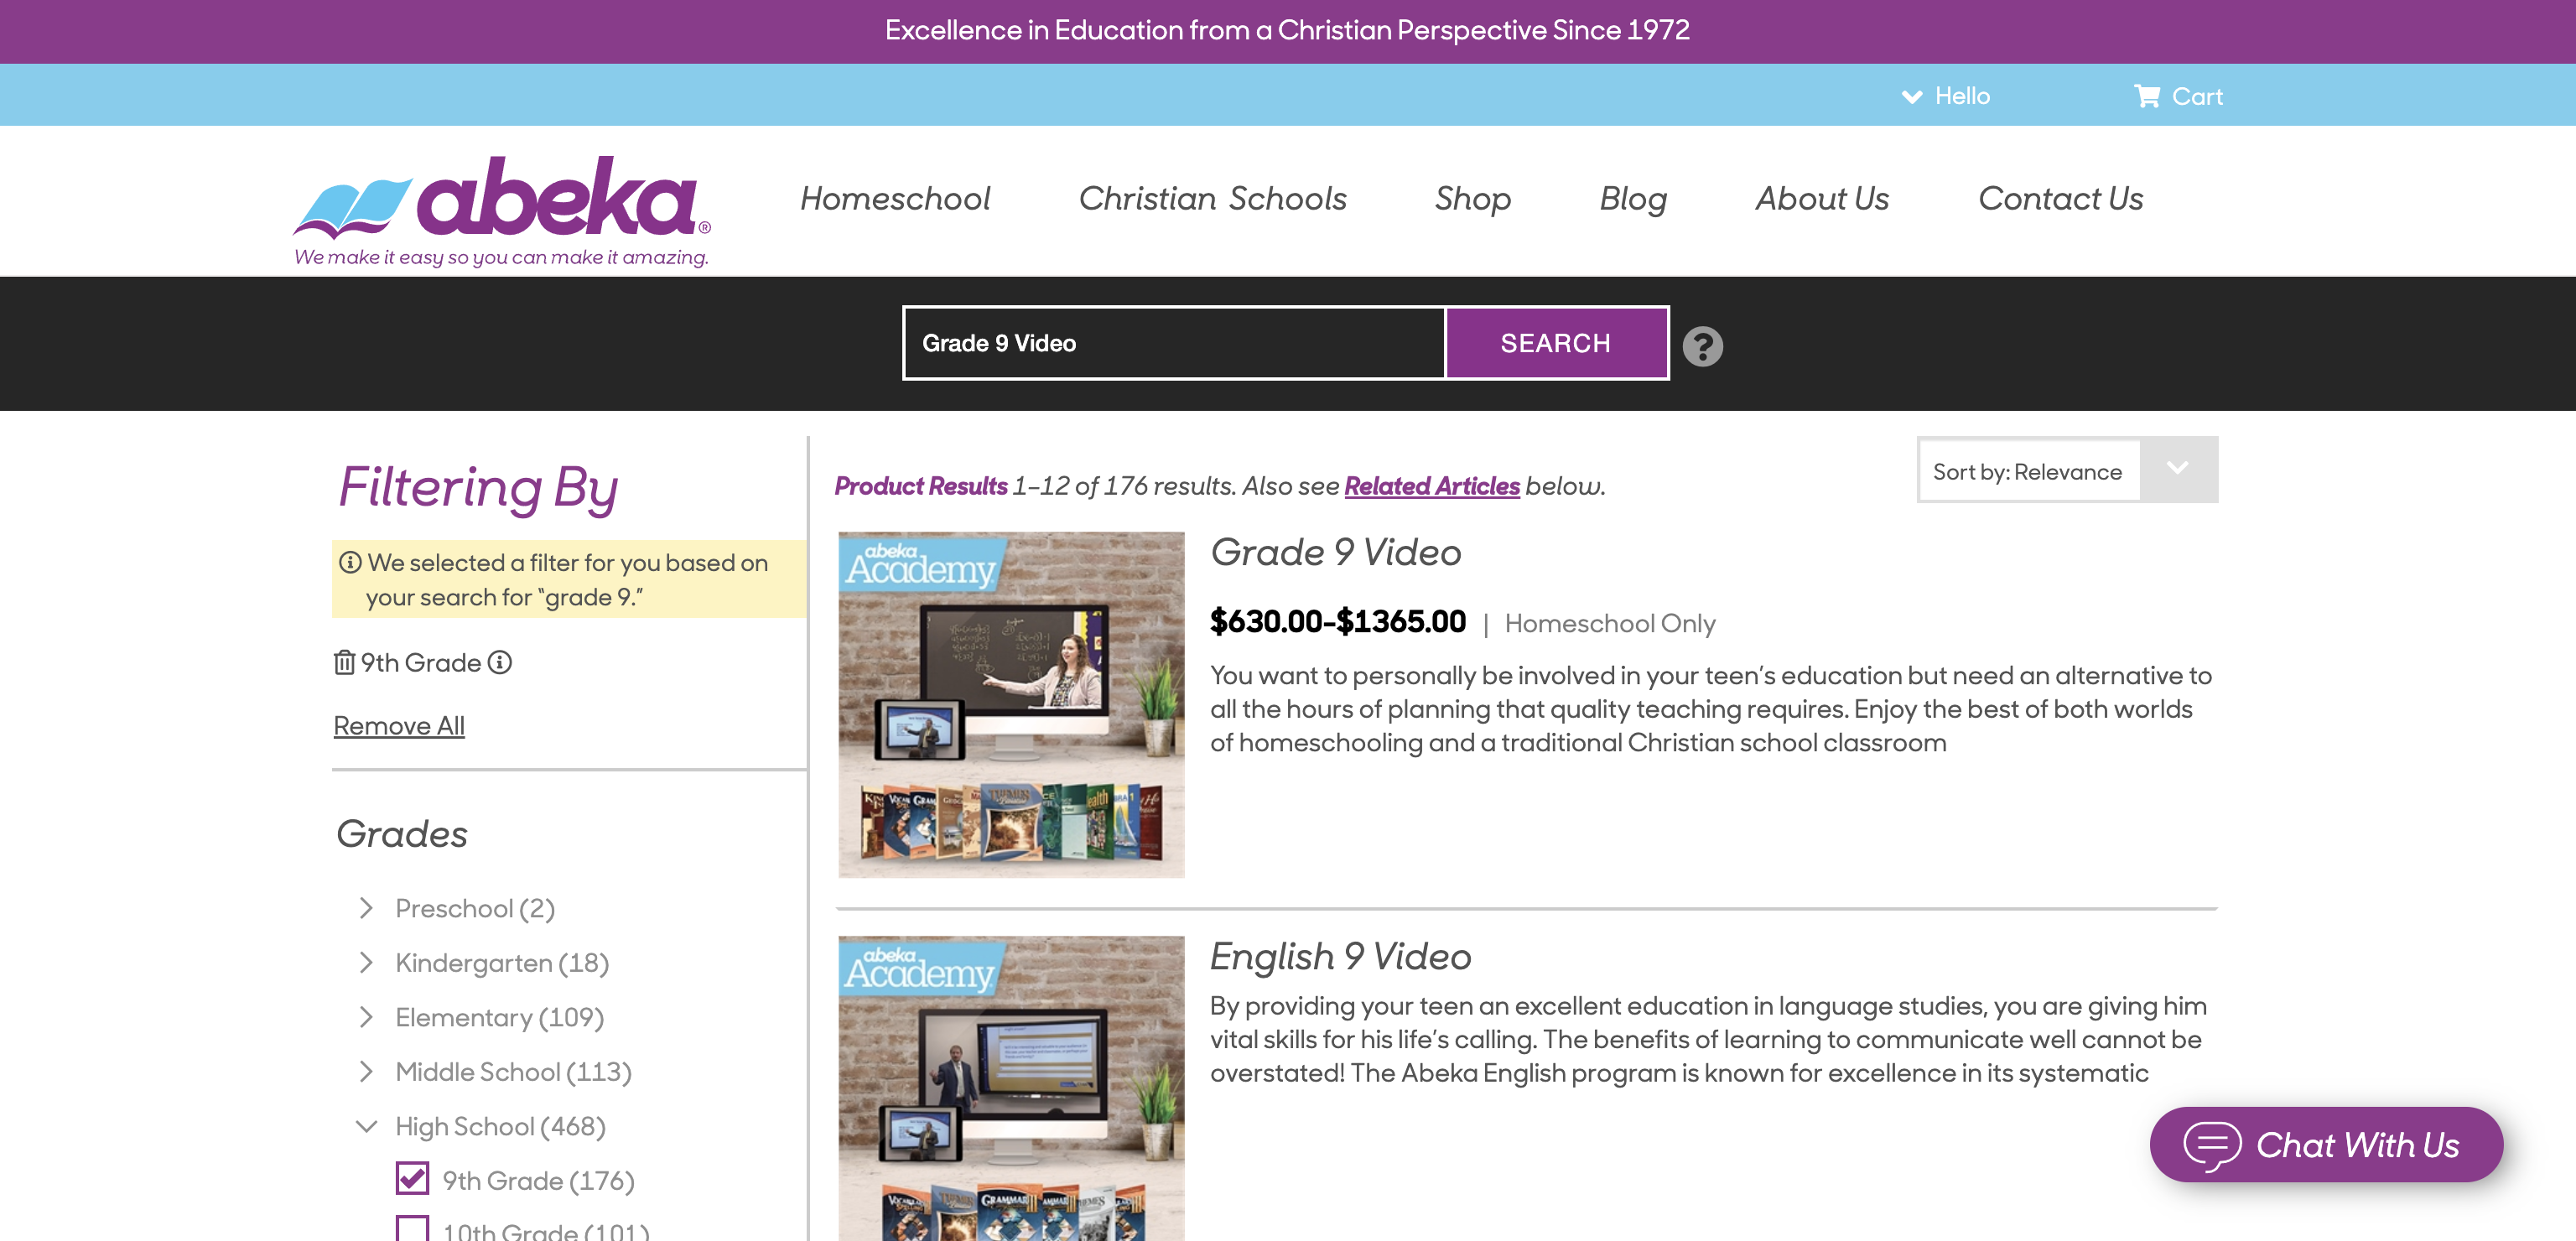 Excellence in Education from a Christian Perspective Since 1972
Hello
Cart
abeka®
We make it easy so you can make it amazing.
Homeschool
Christian Schools
Shop
Blog
About Us
Contact Us
Grade 9 Video
SEARCH
?
Filtering By
We selected a filter for you based on
your search for “grade 9.”
9th Grade
Remove All
Grades
Preschool (2)
Kindergarten (18)
Elementary (109)
Middle School (113)
High School (468)
9th Grade (176)
10th Grade (101)
Product Results 1–12 of 176 results. Also see Related Articles below.
Sort by: Relevance
abeka
Academy
Grade 9 Video
$630.00-$1365.00 | Homeschool Only
You want to personally be involved in your teen’s education but need an alternative to
all the hours of planning that quality teaching requires. Enjoy the best of both worlds
of homeschooling and a traditional Christian school classroom
abeka
Academy
English 9 Video
By providing your teen an excellent education in language studies, you are giving him
vital skills for his life’s calling. The benefits of learning to communicate well cannot be
overstated! The Abeka English program is known for excellence in its systematic
Chat With Us